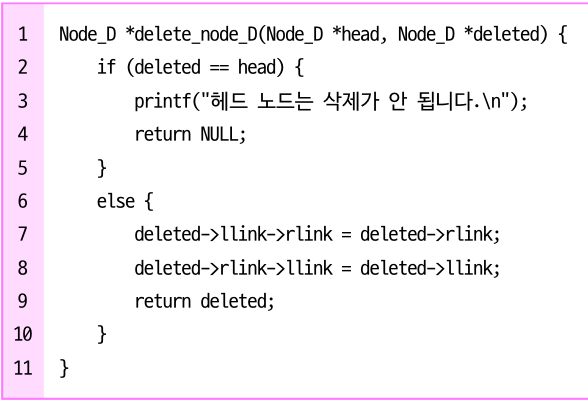 1 Node_D *delete_node_D(Node_D *head, Node_D *deleted) {
2     if (deleted == head) {
3         printf("헤드 노드는 삭제가 안 됩니다.\n");
4         return NULL;
5     }
6     else {
7         deleted->llink->rlink = deleted->rlink;
8         deleted->rlink->llink = deleted->llink;
9         return deleted;
10     }
11 }